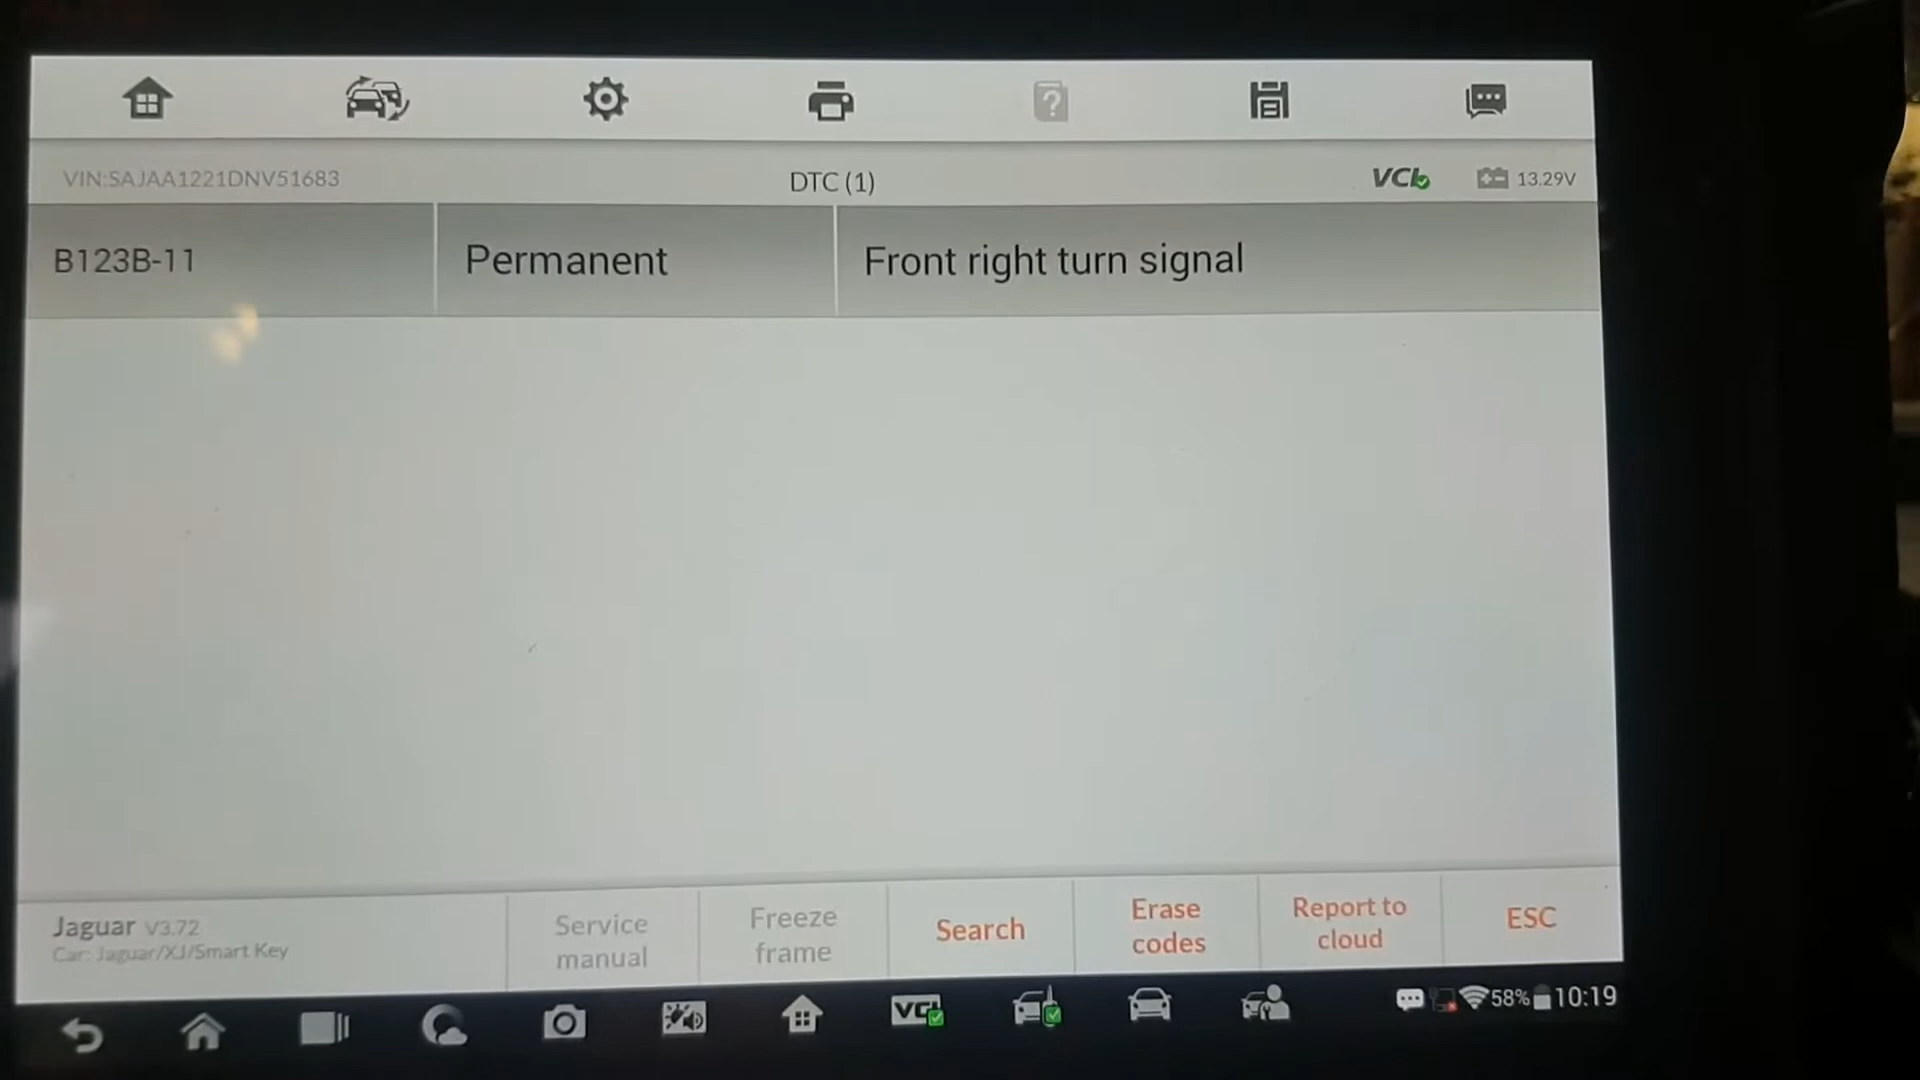 VIN:SAJAA1221DNV51683
DTC (1)
VCI
13.29V
B123B-11
Permanent
Front right turn signal
Jaguar V3.72
Car: Jaguar/XJ/Smart Key
Service
manual
Freeze
frame
Search
Erase
codes
Report to
cloud
ESC
VCI
58%
10:19